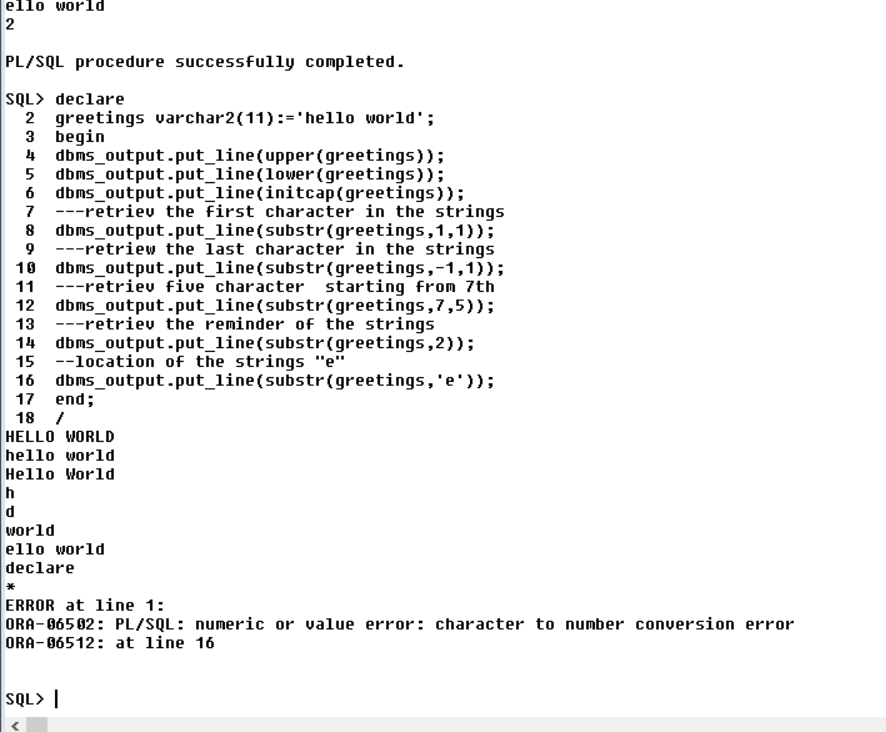 ello world
2
PL/SQL procedure successfully completed.
SQL> declare
  2  greetings varchar2(11):='hello world';
  3  begin
  4  dbms_output.put_line(upper(greetings));
  5  dbms_output.put_line(lower(greetings));
  6  dbms_output.put_line(initcap(greetings));
  7  ---retriev the first character in the strings
  8  dbms_output.put_line(substr(greetings,1,1));
  9  ---retriew the last character in the strings
 10  dbms_output.put_line(substr(greetings,-1,1));
 11  ---retriev five character  starting from 7th
 12  dbms_output.put_line(substr(greetings,7,5));
 13  ---retriev the reminder of the strings
 14  dbms_output.put_line(substr(greetings,2));
 15  --location of the strings "e"
 16  dbms_output.put_line(substr(greetings,'e'));
 17  end;
 18  /
HELLO WORLD
hello world
Hello World
h
d
world
ello world
declare
*
ERROR at line 1:
ORA-06502: PL/SQL: numeric or value error: character to number conversion error
ORA-06512: at line 16
SQL>